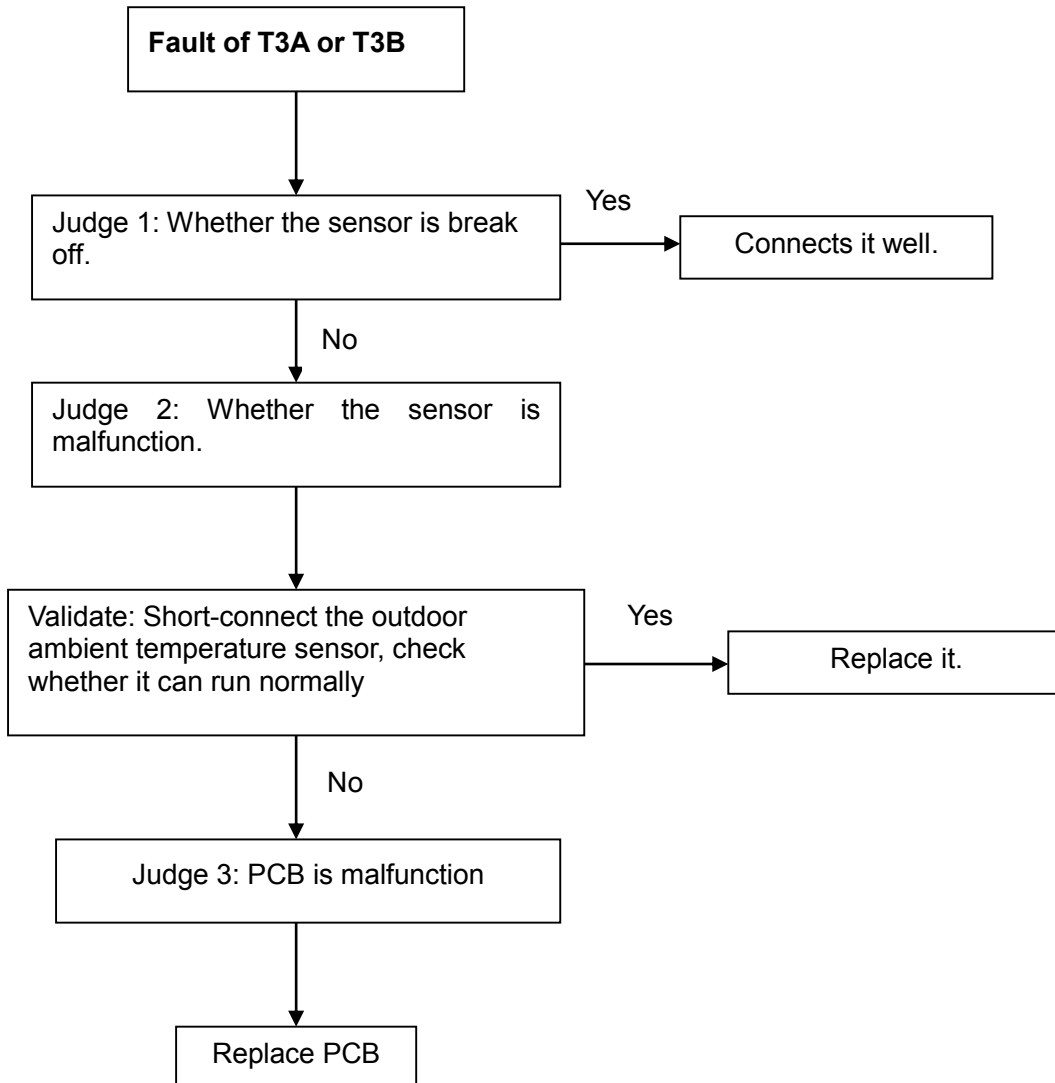 Fault of T3A or T3B
Judge 1: Whether the sensor is break
off.
Yes
Connects it well.
No
Judge 2: Whether the sensor is
malfunction.
Validate: Short-connect the outdoor
ambient temperature sensor, check
whether it can run normally
Yes
Replace it.
No
Judge 3: PCB is malfunction
Replace PCB